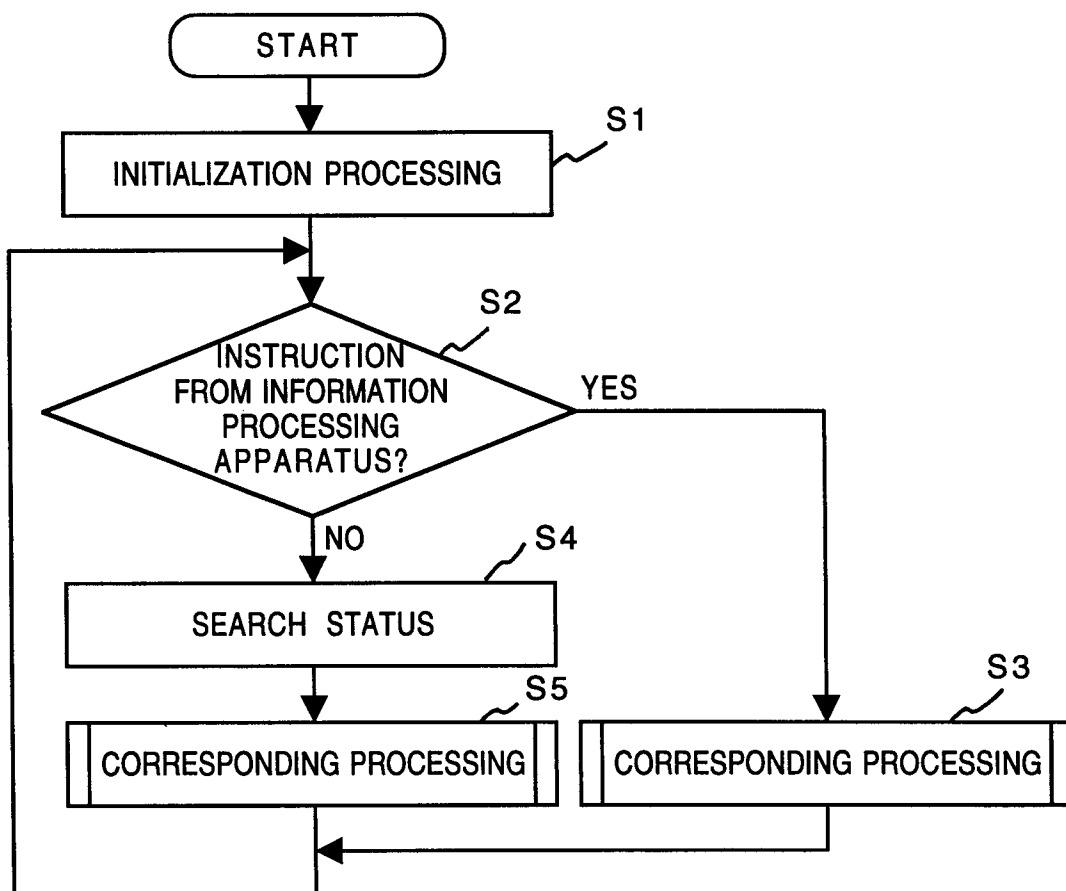 START
S1
INITIALIZATION PROCESSING
S2
INSTRUCTION
FROM INFORMATION
PROCESSING
APPARATUS?
YES
NO
S4
SEARCH STATUS
S5
CORRESPONDING PROCESSING
S3
CORRESPONDING PROCESSING